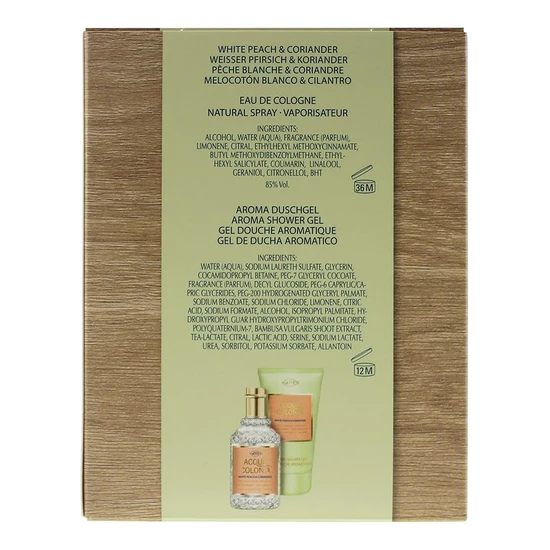 WHITE PEACH & CORIANDER
WEISSER PFIRSICH & KORIANDER
PÊCHE BLANCHE & CORIANDRE
MELOCOTÓN BLANCO & CILANTRO
EAU DE COLOGNE
NATURAL SPRAY · VAPORISATEUR
INGREDIENTS:
ALCOHOL, WATER (AQUA), FRAGRANCE (PARFUM),
LIMONENE, CITRAL, ETHYLHEXYL METHOXYCINNAMATE,
BUTYL METHOXYDIBENZOYLMETHANE, ETHYL-
HEXYL SALICYLATE, COUMARIN, LINALOOL,
GERANIOL, CITRONELLOL, BHT
85% Vol.
36 M
AROMA DUSCHGEL
AROMA SHOWER GEL
GEL DOUCHE AROMATIQUE
GEL DE DUCHA AROMATICO
INGREDIENTS:
WATER (AQUA), SODIUM LAURETH SULFATE, GLYCERIN,
COCAMIDOPROPYL BETAINE, PEG-7 GLYCERYL COCOATE,
FRAGRANCE (PARFUM), DECYL GLUCOSIDE, PEG-6 CAPRYLIC/CA-
PRIC GLYCERIDES, PEG-200 HYDROGENATED GLYCERYL PALMATE,
SODIUM BENZOATE, SODIUM CHLORIDE, LIMONENE, CITRIC
ACID, SODIUM FORMATE, ALCOHOL, ISOPROPYL PALMITATE, HY-
DROXYPROPYL GUAR HYDROXYPROPYLTRIMONIUM CHLORIDE,
POLYQUATERNIUM-7, BAMBUSA VULGARIS SHOOT EXTRACT,
TEA-LACTATE, CITRAL, LACTIC ACID, SERINE, SODIUM LACTATE,
UREA, SORBITOL, POTASSIUM SORBATE, ALLANTOIN
12 M
ACQUA
COLONIA
WHITE PEACH & CORIANDER